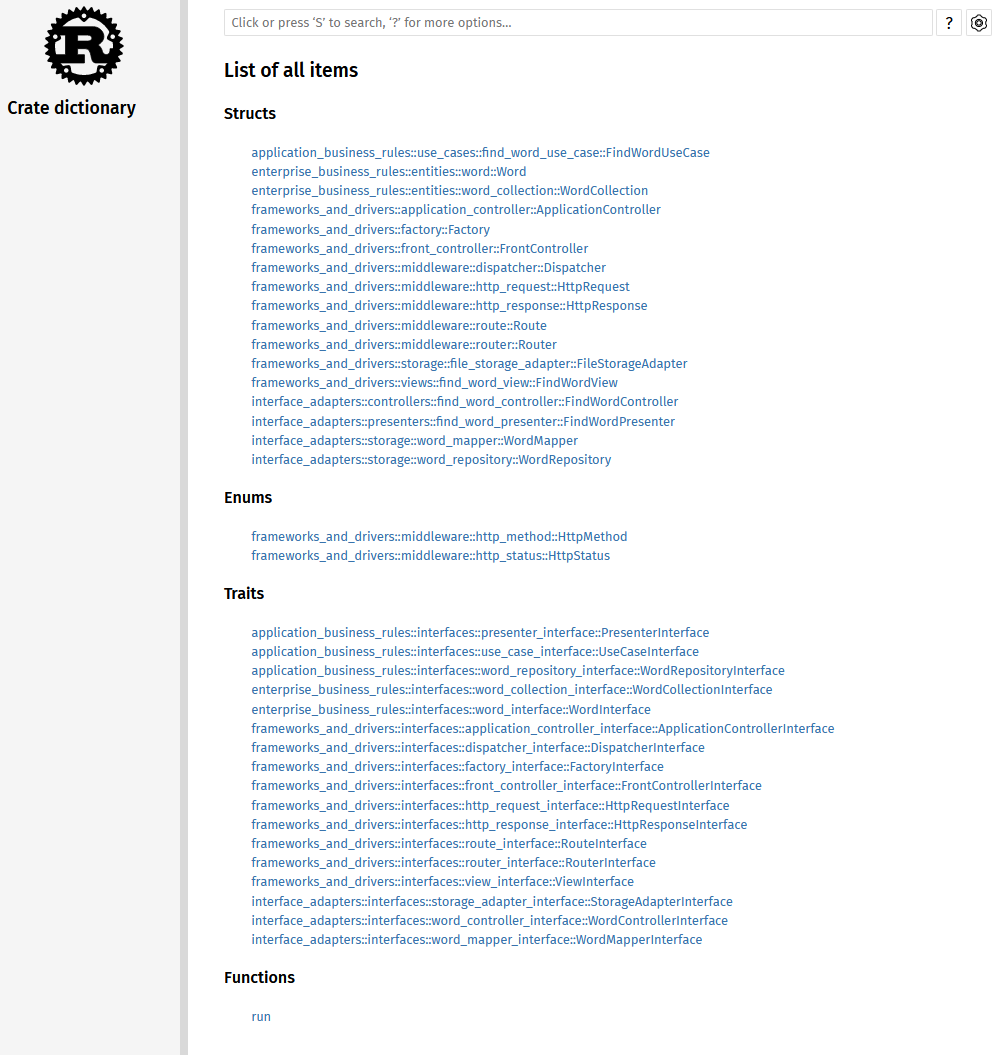 R
Crate dictionary
Click or press ‘S’ to search, ‘?’ for more options…
?
List of all items
Structs
application_business_rules::use_cases::find_word_use_case::FindWordUseCase
enterprise_business_rules::entities::word::Word
enterprise_business_rules::entities::word_collection::WordCollection
frameworks_and_drivers::application_controller::ApplicationController
frameworks_and_drivers::factory::Factory
frameworks_and_drivers::front_controller::FrontController
frameworks_and_drivers::middleware::dispatcher::Dispatcher
frameworks_and_drivers::middleware::http_request::HttpRequest
frameworks_and_drivers::middleware::http_response::HttpResponse
frameworks_and_drivers::middleware::route::Route
frameworks_and_drivers::middleware::router::Router
frameworks_and_drivers::storage::file_storage_adapter::FileStorageAdapter
frameworks_and_drivers::views::find_word_view::FindWordView
interface_adapters::controllers::find_word_controller::FindWordController
interface_adapters::presenters::find_word_presenter::FindWordPresenter
interface_adapters::storage::word_mapper::WordMapper
interface_adapters::storage::word_repository::WordRepository
Enums
frameworks_and_drivers::middleware::http_method::HttpMethod
frameworks_and_drivers::middleware::http_status::HttpStatus
Traits
application_business_rules::interfaces::presenter_interface::PresenterInterface
application_business_rules::interfaces::use_case_interface::UseCaseInterface
application_business_rules::interfaces::word_repository_interface::WordRepositoryInterface
enterprise_business_rules::interfaces::word_collection_interface::WordCollectionInterface
enterprise_business_rules::interfaces::word_interface::WordInterface
frameworks_and_drivers::interfaces::application_controller_interface::ApplicationControllerInterface
frameworks_and_drivers::interfaces::dispatcher_interface::DispatcherInterface
frameworks_and_drivers::interfaces::factory_interface::FactoryInterface
frameworks_and_drivers::interfaces::front_controller_interface::FrontControllerInterface
frameworks_and_drivers::interfaces::http_request_interface::HttpRequestInterface
frameworks_and_drivers::interfaces::http_response_interface::HttpResponseInterface
frameworks_and_drivers::interfaces::route_interface::RouteInterface
frameworks_and_drivers::interfaces::router_interface::RouterInterface
frameworks_and_drivers::interfaces::view_interface::ViewInterface
interface_adapters::interfaces::storage_adapter_interface::StorageAdapterInterface
interface_adapters::interfaces::word_controller_interface::WordControllerInterface
interface_adapters::interfaces::word_mapper_interface::WordMapperInterface
Functions
run